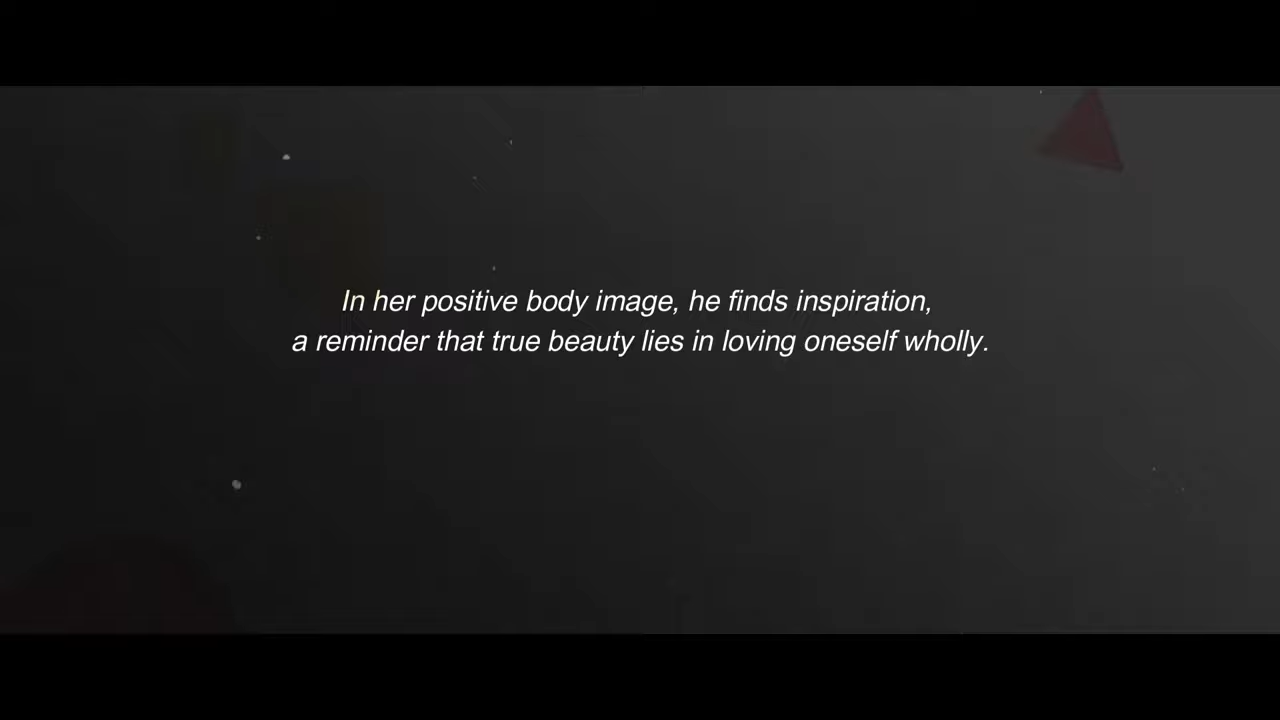 In her positive body image, he finds inspiration,
a reminder that true beauty lies in loving oneself wholly.